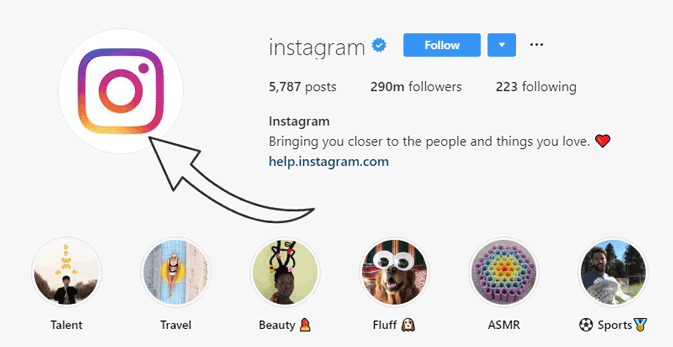 instagram Follow
5,787 posts 290m followers 223 following
Instagram
Bringing you closer to the people and things you love. ❤️
help.instagram.com
Talent Travel Beauty 💄 Fluff 🐶 ASMR ⚽ Sports🏅